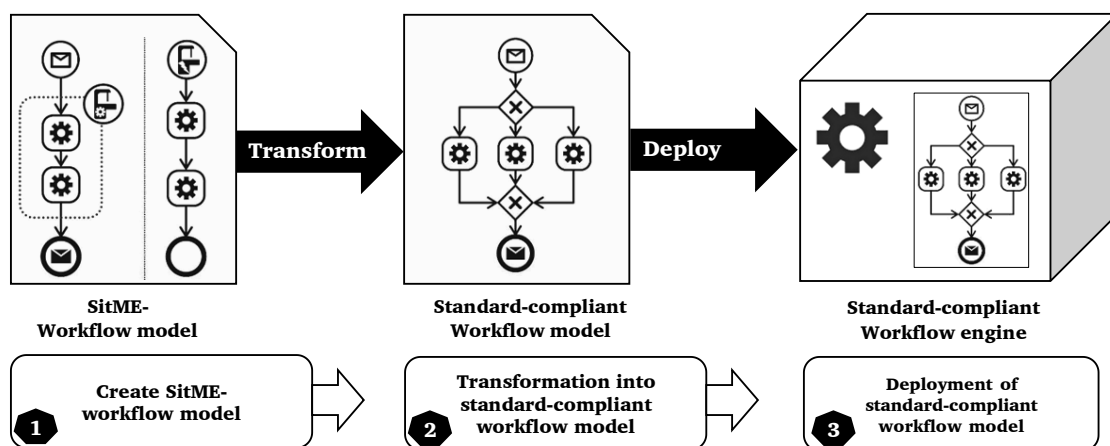 Transform
Deploy
SitME-
Workflow model
Standard-compliant
Workflow model
Standard-compliant
Workflow engine
1
Create SitME-
workflow model
2
Transformation into
standard-compliant
workflow model
3
Deployment of
standard-compliant
workflow model